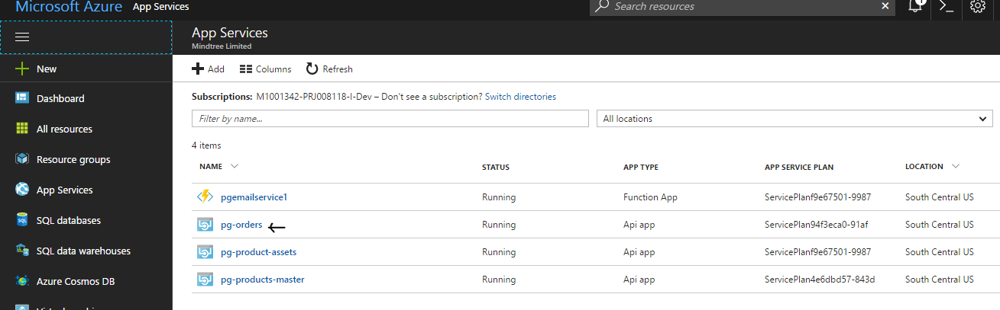 Microsoft Azure App Services
Search resources
1
App Services
Mindtree Limited
New
Add Columns Refresh
Dashboard
Subscriptions: M1001342-PRJ008118-I-Dev – Don't see a subscription? Switch directories
Filter by name... All locations
All resources
4 items
Resource groups
NAME STATUS APP TYPE APP SERVICE PLAN LOCATION
App Services
pgemailservice1 Running Function App ServicePlanf9e67501-9987 South Central US
SQL databases
pg-orders Running Api app ServicePlan94f3eca0-91af South Central US
SQL data warehouses
pg-product-assets Running Api app ServicePlanf9e67501-9987 South Central US
Azure Cosmos DB
pg-products-master Running Api app ServicePlan4e6dbd57-843d South Central US